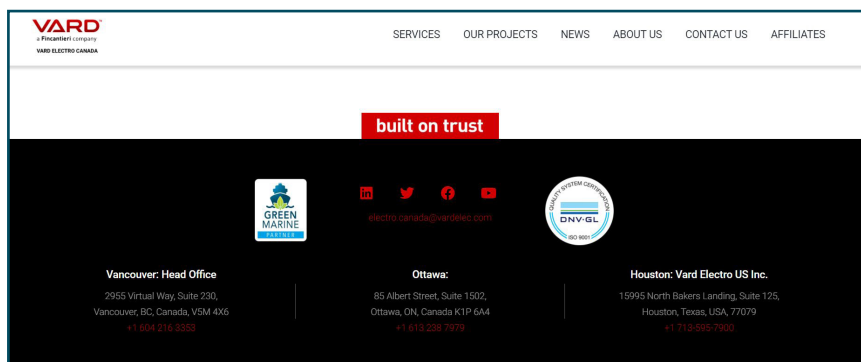 VARD™
a Fincantieri company
VARD ELECTRO CANADA
SERVICES OUR PROJECTS NEWS ABOUT US CONTACT US AFFILIATES
built on trust
GREEN
MARINE
PARTNER
electro.canada@vardelec.com
QUALITY SYSTEM CERTIFICATION
DNV·GL
ISO 9001
Vancouver: Head Office
2955 Virtual Way, Suite 230,
Vancouver, BC, Canada, V5M 4X6
+1 604 216 3353
Ottawa:
85 Albert Street, Suite 1502,
Ottawa, ON, Canada K1P 6A4
+1 613 238 7979
Houston: Vard Electro US Inc.
15995 North Bakers Landing, Suite 125,
Houston, Texas, USA, 77079
+1 713-595-7900